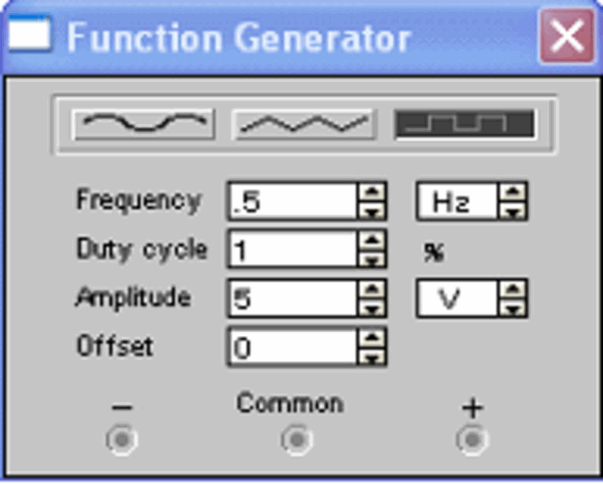 Function Generator
Frequency .5 Hz
Duty cycle 1 %
Amplitude 5 V
Offset 0
− Common +